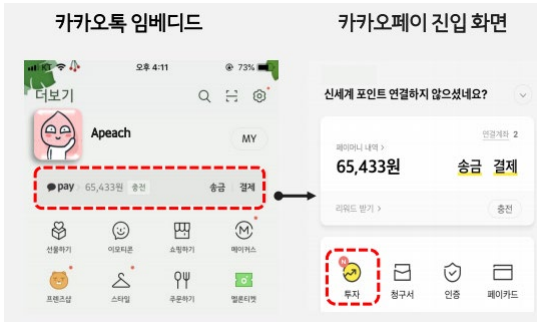 카카오톡 임베디드
카카오페이 진입 화면
KT
오후 4:11
73%
더보기
Apeach
MY
pay 65,433원 충전 송금 결제
선물하기 이모티콘 쇼핑하기 메이커스
프렌즈샵 스타일 주문하기 멜론티켓
신세계 포인트 연결하지 않으셨네요?
연결계좌 2
페이머니 내역 >
65,433원 송금 결제
리워드 받기 > 충전
N
투자 청구서 인증 페이카드